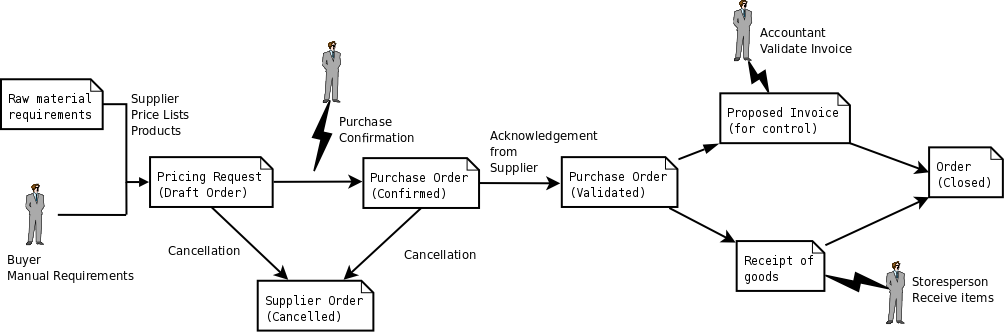 Raw material
requirements
Supplier
Price Lists
Products
Buyer
Manual Requirements
Pricing Request
(Draft Order)
Purchase
Confirmation
Purchase Order
(Confirmed)
Cancellation
Cancellation
Supplier Order
(Cancelled)
Acknowledgement
from
Supplier
Purchase Order
(Validated)
Accountant
Validate Invoice
Proposed Invoice
(for control)
Receipt of
goods
Storesperson
Receive items
Order
(Closed)